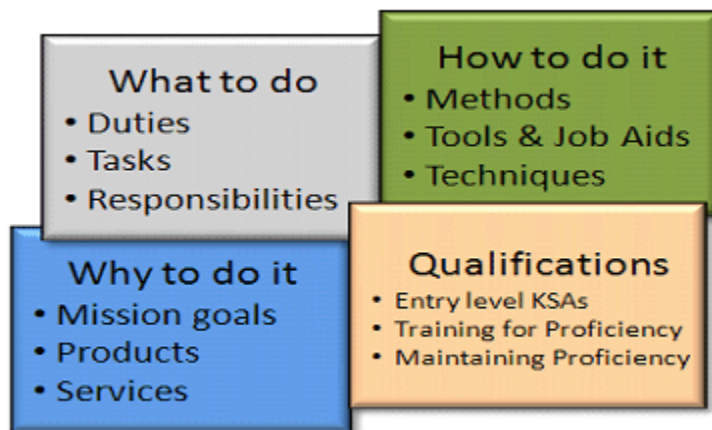 What to do
• Duties
• Tasks
• Responsibilities
How to do it
• Methods
• Tools & Job Aids
• Techniques
Why to do it
• Mission goals
• Products
• Services
Qualifications
• Entry level KSAs
• Training for Proficiency
• Maintaining Proficiency